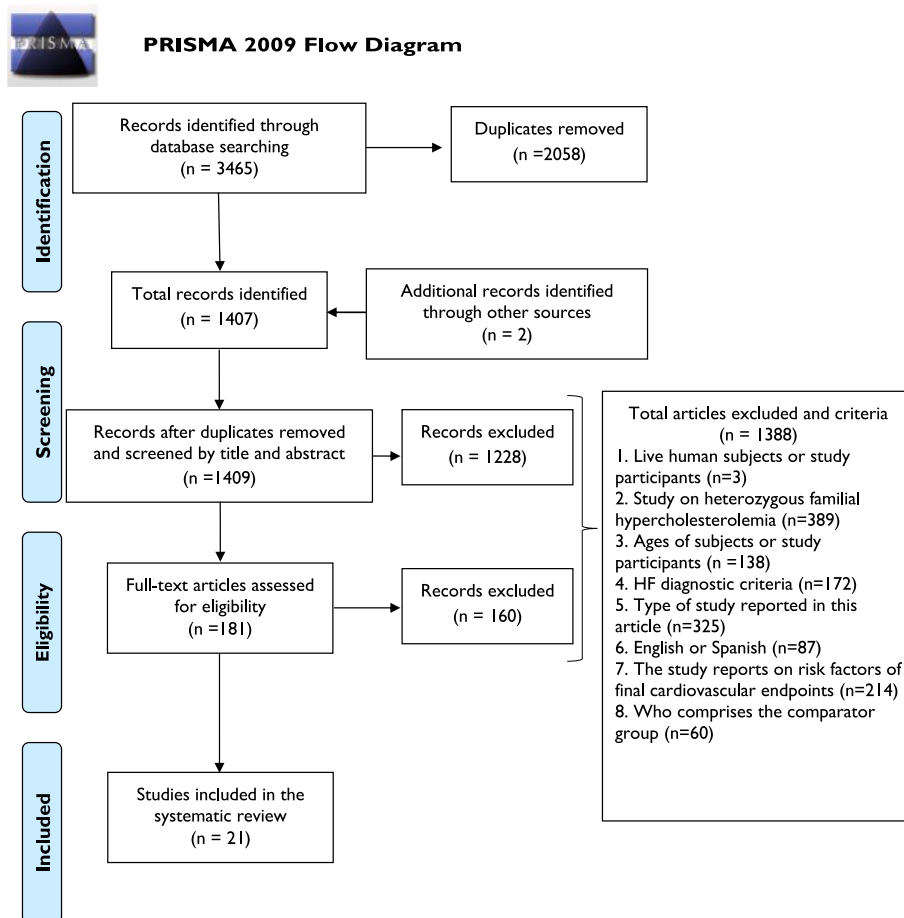 PRISMA
PRISMA 2009 Flow Diagram
Identification
Records identified through
database searching
(n = 3465)
Duplicates removed
(n =2058)
Total records identified
(n = 1407)
Additional records identified
through other sources
(n = 2)
Screening
Records after duplicates removed
and screened by title and abstract
(n =1409)
Records excluded
(n = 1228)
Total articles excluded and criteria
(n = 1388)
1. Live human subjects or study
participants (n=3)
2. Study on heterozygous familial
hypercholesterolemia (n=389)
3. Ages of subjects or study
participants (n =138)
4. HF diagnostic criteria (n=172)
5. Type of study reported in this
article (n=325)
6. English or Spanish (n=87)
7. The study reports on risk factors of
final cardiovascular endpoints (n=214)
8. Who comprises the comparator
group (n=60)
Eligibility
Full-text articles assessed
for eligibility
(n =181)
Records excluded
(n = 160)
Included
Studies included in the
systematic review
(n = 21)